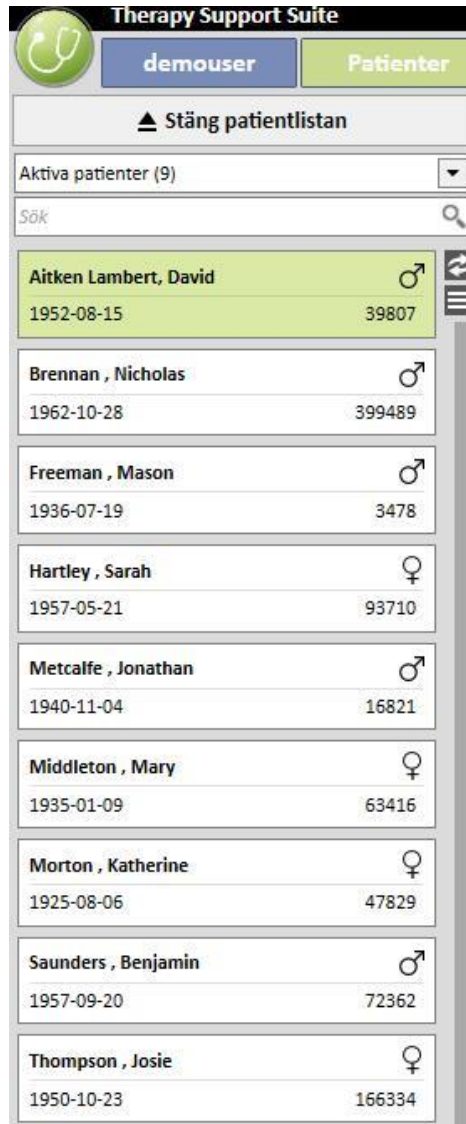 Therapy Support Suite
demouser Patienter
Stäng patientlistan
Aktiva patienter (9)
Sök
Aitken Lambert, David
1952-08-15 39807
Brennan , Nicholas
1962-10-28 399489
Freeman , Mason
1936-07-19 3478
Hartley , Sarah
1957-05-21 93710
Metcalfe , Jonathan
1940-11-04 16821
Middleton , Mary
1935-01-09 63416
Morton , Katherine
1925-08-06 47829
Saunders , Benjamin
1957-09-20 72362
Thompson , Josie
1950-10-23 166334